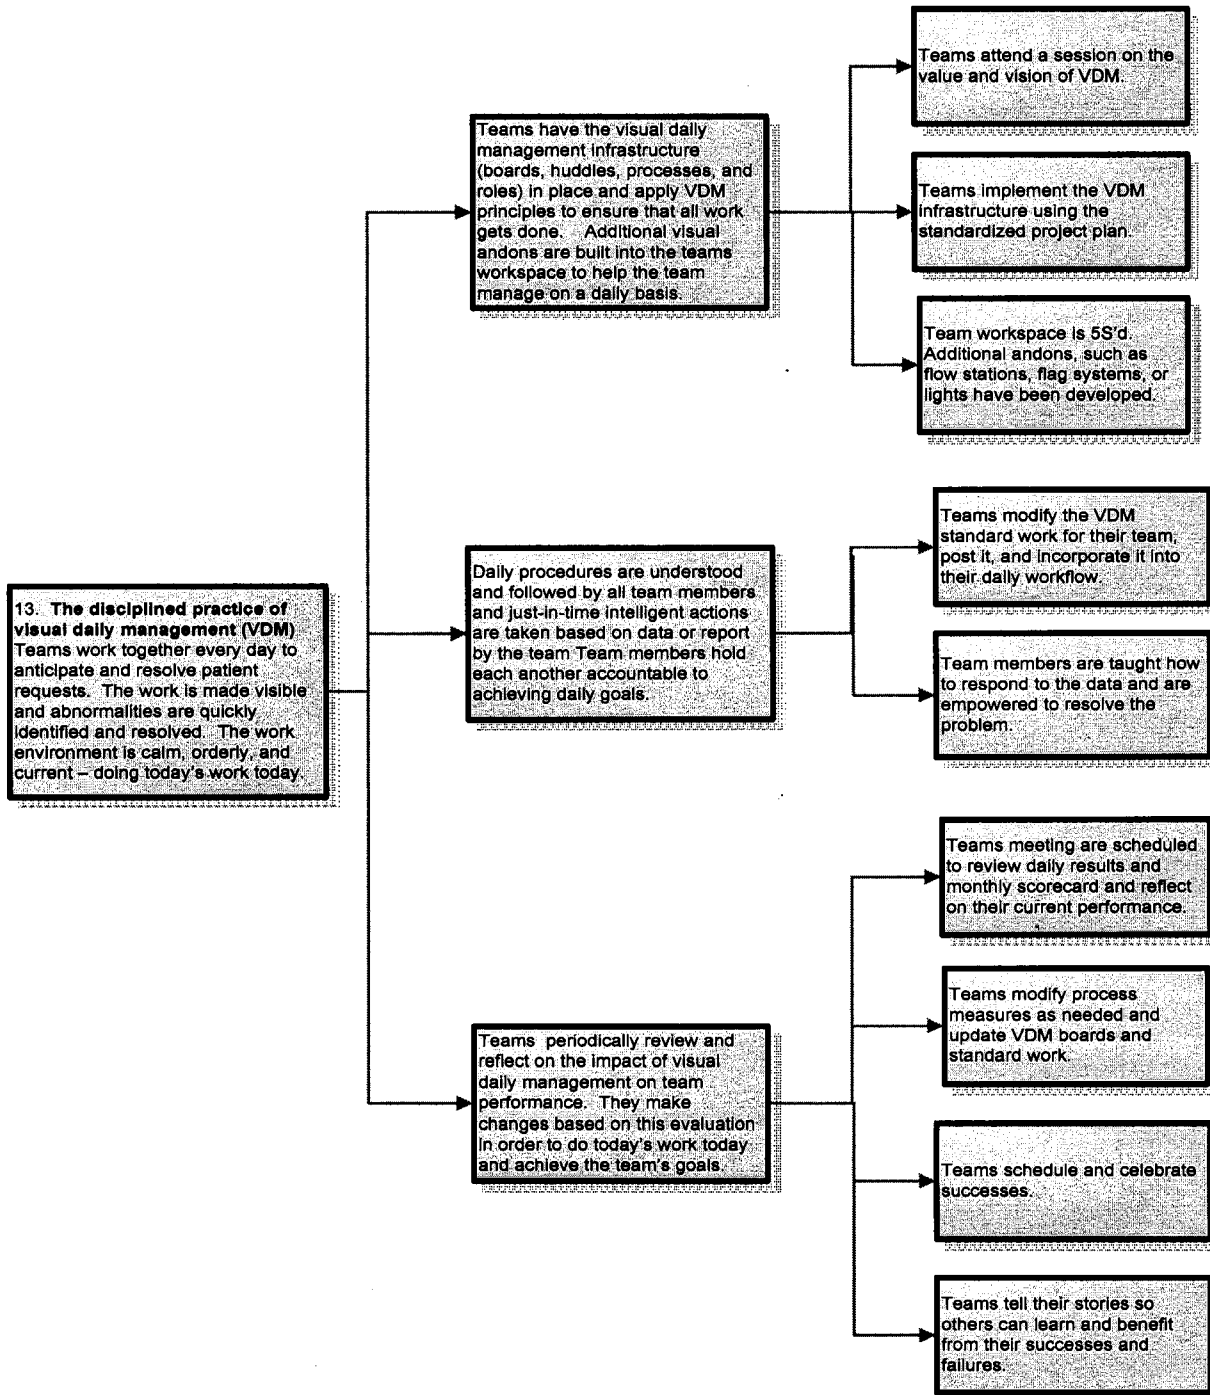 13. The disciplined practice of
visual daily management (VDM)
Teams work together every day to
anticipate and resolve patient
requests. The work is made visible
and abnormalities are quickly
identified and resolved. The work
environment is calm, orderly, and
current – doing today's work today.
Teams have the visual daily
management infrastructure
(boards, huddles, processes, and
roles) in place and apply VDM
principles to ensure that all work
gets done. Additional visual
andons are built into the teams
workspace to help the team
manage on a daily basis.
Teams attend a session on the
value and vision of VDM.
Teams implement the VDM
infrastructure using the
standardized project plan.
Team workspace is 5S'd.
Additional andons, such as
flow stations, flag systems, or
lights have been developed.
Daily procedures are understood
and followed by all team members
and just-in-time intelligent actions
are taken based on data or report
by the team Team members hold
each another accountable to
achieving daily goals.
Teams modify the VDM
standard work for their team,
post it, and incorporate it into
their daily workflow.
Team members are taught how
to respond to the data and are
empowered to resolve the
problem.
Teams periodically review and
reflect on the impact of visual
daily management on team
performance. They make
changes based on this evaluation
in order to do today's work today
and achieve the team's goals.
Teams meeting are scheduled
to review daily results and
monthly scorecard and reflect
on their current performance.
Teams modify process
measures as needed and
update VDM boards and
standard work.
Teams schedule and celebrate
successes.
Teams tell their stories so
others can learn and benefit
from their successes and
failures.